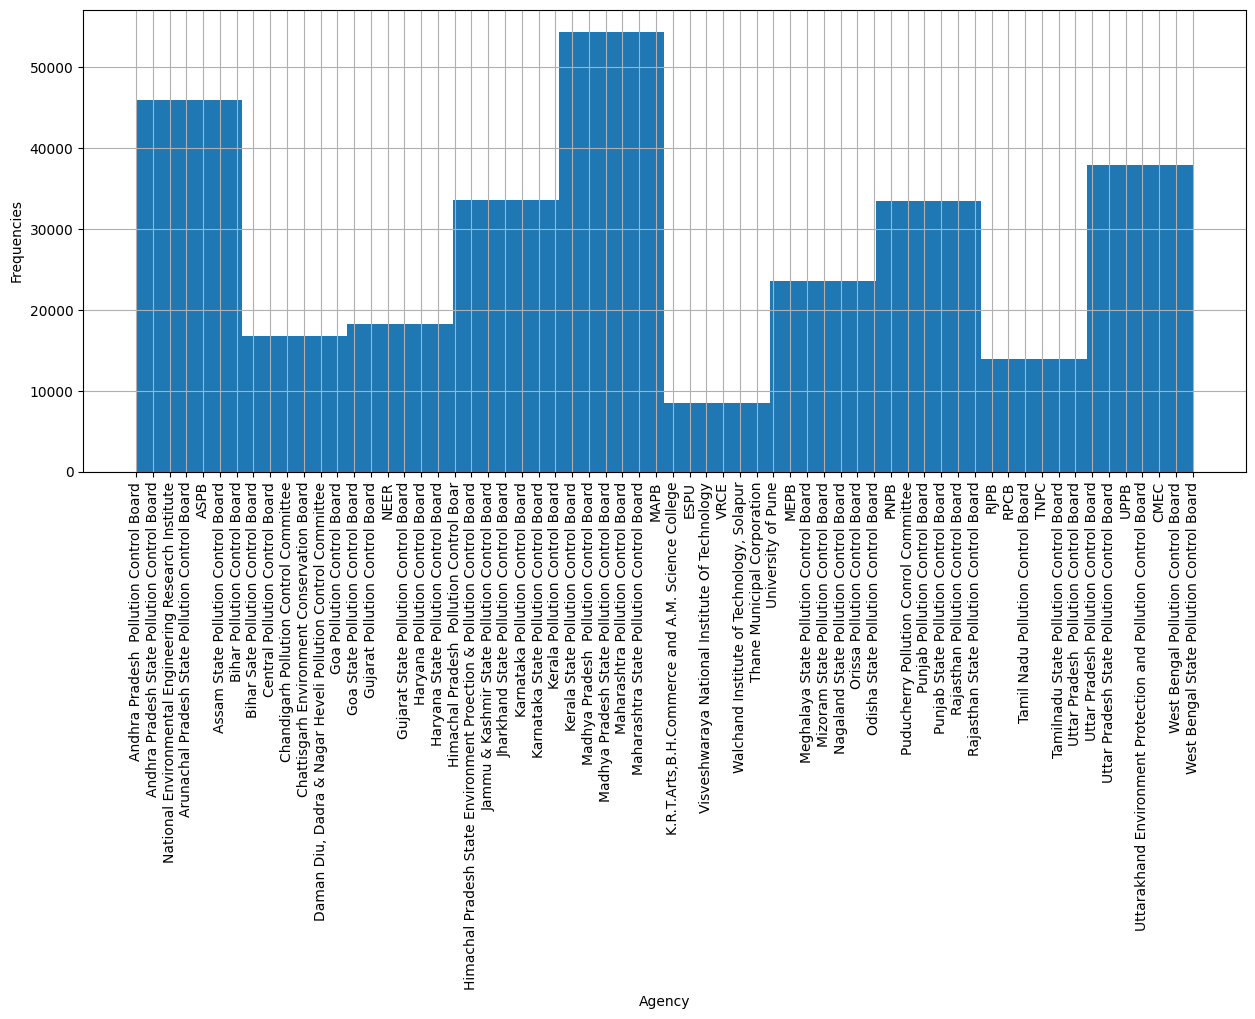 50000
40000
30000
20000
10000
0
Frequencies
Andhra Pradesh  Pollution Control Board
Andhra Pradesh State Pollution Control Board
National Environmental Engineering Research Institute
Arunachal Pradesh State Pollution Control Board
ASPB
Assam State Pollution Control Board
Bihar Pollution Control Board
Bihar Sate Pollution Control Board
Central Pollution Control Board
Chandigarh Pollution Control Committee
Chattisgarh Environment Conservation Board
Daman Diu, Dadra & Nagar Heveli Pollution Control Committee
Goa Pollution Control Board
Goa State Pollution Control Board
Gujarat Pollution Control Board
NEER
Gujarat State Pollution Control Board
Haryana Pollution Control Board
Haryana State Pollution Control Board
Himachal Pradesh  Pollution Control Boar
Himachal Pradesh State Environment Proection & Pollution Control Board
Jammu & Kashmir State Pollution Control Board
Jharkhand State Pollution Control Board
Karnataka Pollution Control Board
Karnataka State Pollution Control Board
Kerala Pollution Control Board
Kerala State Pollution Control Board
Madhya Pradesh  Pollution Control Board
Madhya Pradesh State Pollution Control Board
Maharashtra Pollution Control Board
Maharashtra State Pollution Control Board
MAPB
K.R.T.Arts,B.H.Commerce and A.M. Science College
ESPU
Visveshwaraya National Institute Of Technology
VRCE
Walchand Institute of Technology, Solapur
Thane Municipal Corporation
University of Pune
MEPB
Meghalaya State Pollution Control Board
Mizoram State Pollution Control Board
Nagaland State Pollution Control Board
Orissa Pollution Control Board
Odisha State Pollution Control Board
PNPB
Puducherry Pollution Conrol Committee
Punjab Pollution Control Board
Punjab State Pollution Control Board
Rajasthan Pollution Control Board
Rajasthan State Pollution Control Board
RJPB
RPCB
Tamil Nadu Pollution Control Board
TNPC
Tamilnadu State Pollution Control Board
Uttar Pradesh  Pollution Control Board
Uttar Pradesh Pollution Control Board
Uttar Pradesh State Pollution Control Board
UPPB
Uttarakhand Environment Protection and Pollution Control Board
CMEC
West Bengal Pollution Control Board
West Bengal State Pollution Control Board
Agency